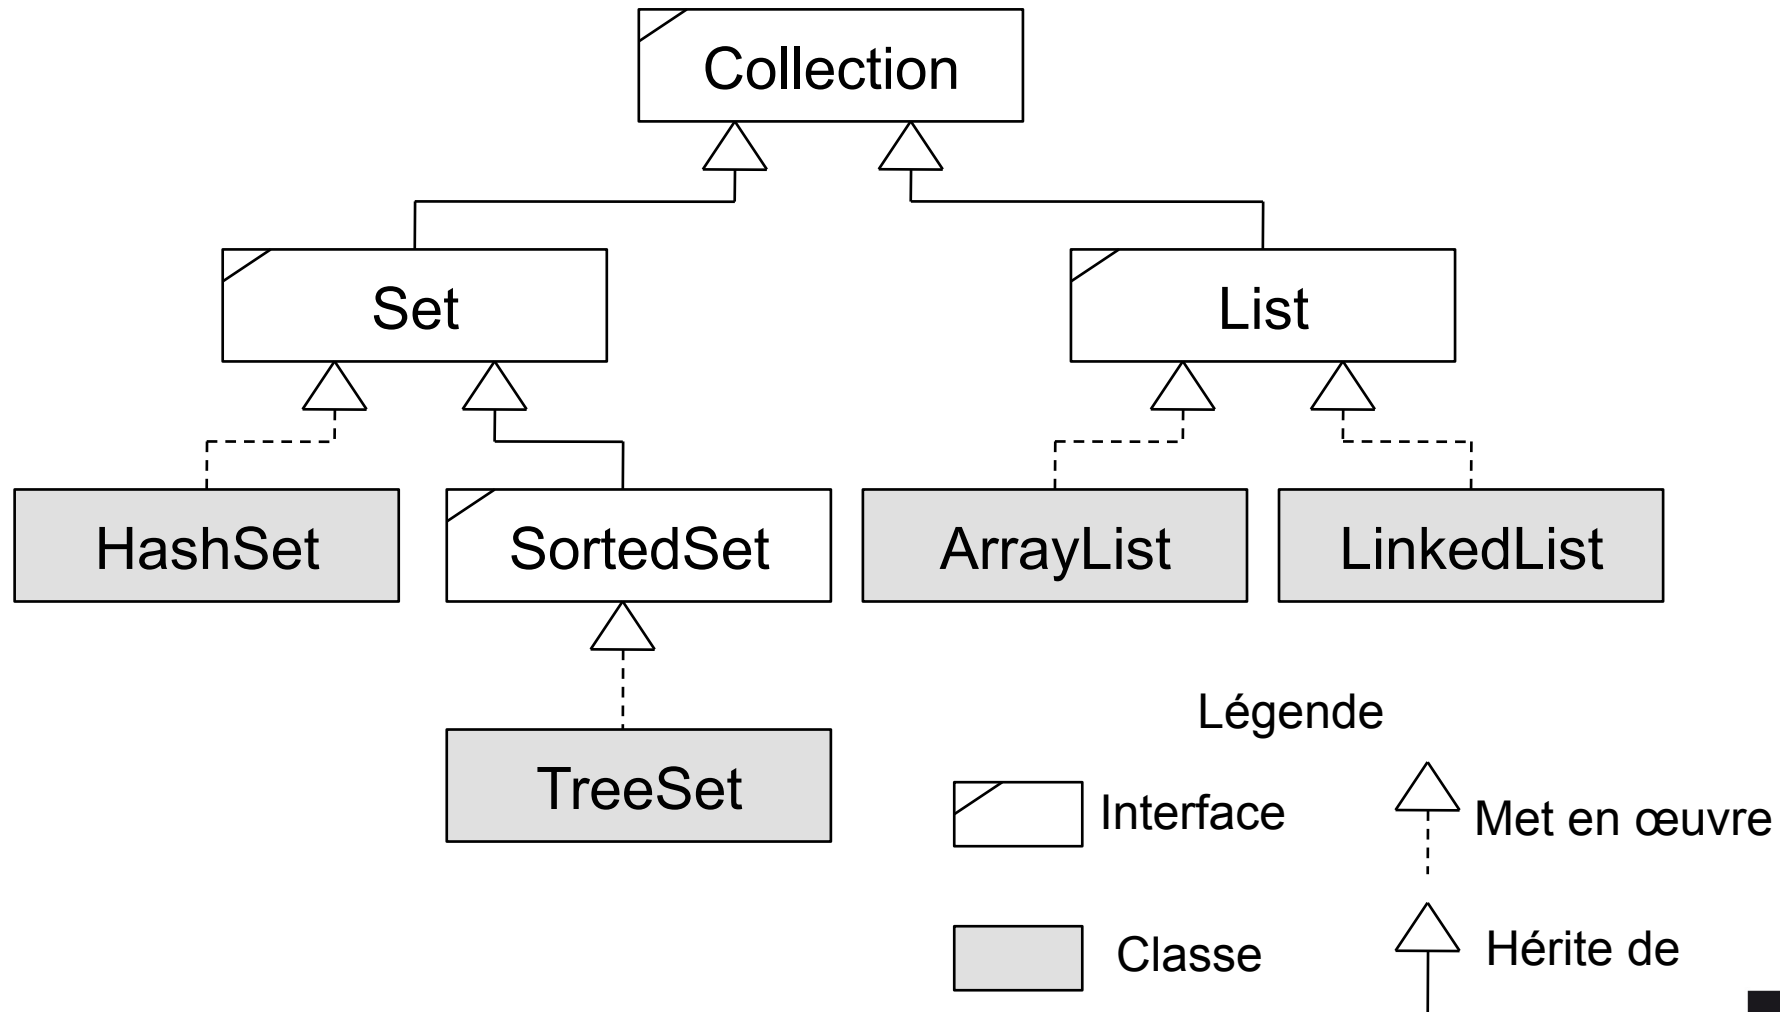 Collection
Set
List
HashSet
SortedSet
ArrayList
LinkedList
TreeSet
Légende
Interface
Met en œuvre
Classe
Hérite de